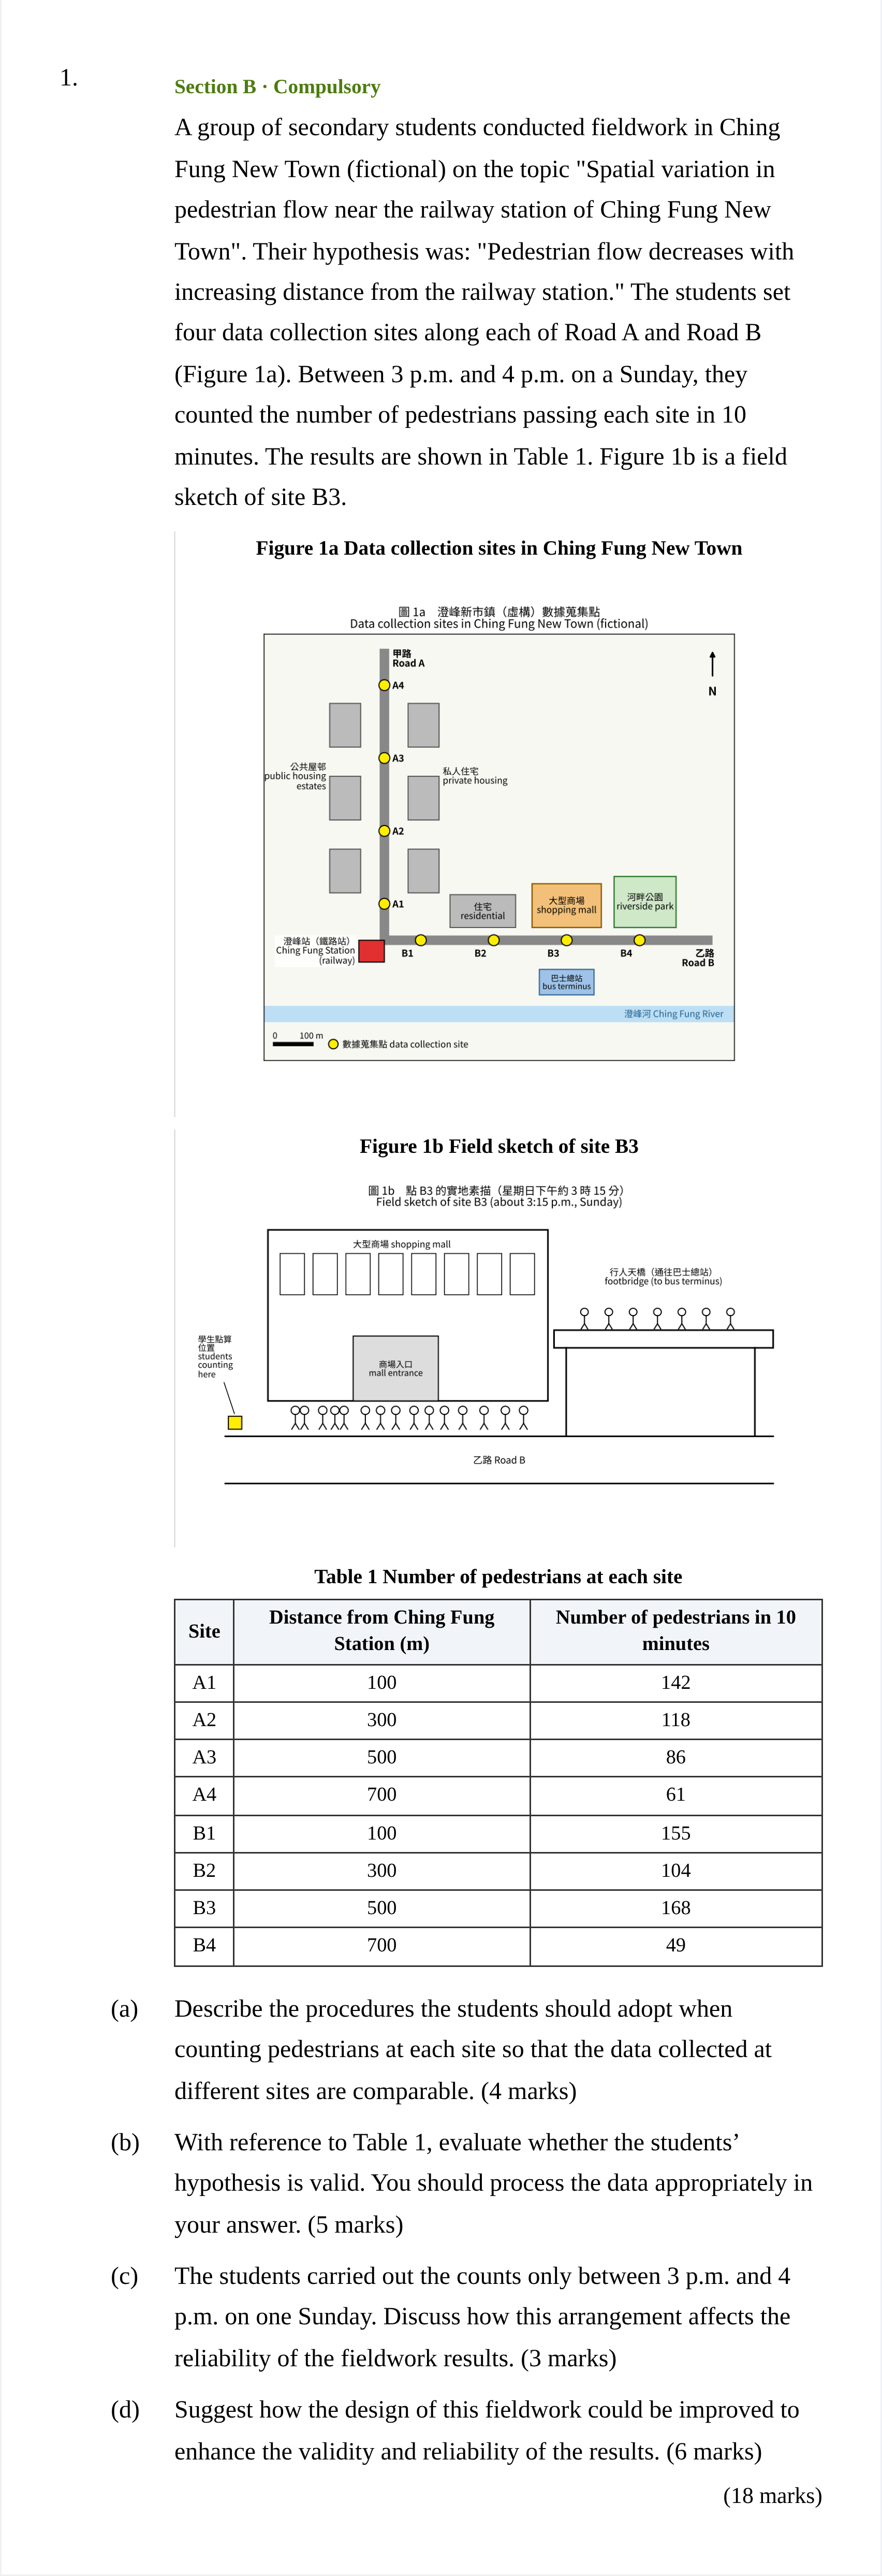 1.
Section B · Compulsory
A group of secondary students conducted fieldwork in Ching
Fung New Town (fictional) on the topic "Spatial variation in
pedestrian flow near the railway station of Ching Fung New
Town". Their hypothesis was: "Pedestrian flow decreases with
increasing distance from the railway station." The students set
four data collection sites along each of Road A and Road B
(Figure 1a). Between 3 p.m. and 4 p.m. on a Sunday, they
counted the number of pedestrians passing each site in 10
minutes. The results are shown in Table 1. Figure 1b is a field
sketch of site B3.
Figure 1a Data collection sites in Ching Fung New Town
圖 1a　澄峰新市鎮（虛構）數據蒐集點
Data collection sites in Ching Fung New Town (fictional)
甲路
Road A
N
A4
A3
公共屋邨
public housing
estates
私人住宅
private housing
A2
A1
住宅
residential
大型商場
shopping mall
河畔公園
riverside park
澄峰站（鐵路站）
Ching Fung Station
(railway)
B1
B2
B3
B4
乙路
Road B
巴士總站
bus terminus
澄峰河 Ching Fung River
0 100 m
數據蒐集點 data collection site
Figure 1b Field sketch of site B3
圖 1b　點 B3 的實地素描（星期日下午約 3 時 15 分）
Field sketch of site B3 (about 3:15 p.m., Sunday)
大型商場 shopping mall
行人天橋（通往巴士總站）
footbridge (to bus terminus)
學生點算
位置
students
counting
here
商場入口
mall entrance
乙路 Road B
Table 1 Number of pedestrians at each site
Site Distance from Ching Fung Station (m) Number of pedestrians in 10 minutes
A1 100 142
A2 300 118
A3 500 86
A4 700 61
B1 100 155
B2 300 104
B3 500 168
B4 700 49
(a) Describe the procedures the students should adopt when
counting pedestrians at each site so that the data collected at
different sites are comparable. (4 marks)
(b) With reference to Table 1, evaluate whether the students’
hypothesis is valid. You should process the data appropriately in
your answer. (5 marks)
(c) The students carried out the counts only between 3 p.m. and 4
p.m. on one Sunday. Discuss how this arrangement affects the
reliability of the fieldwork results. (3 marks)
(d) Suggest how the design of this fieldwork could be improved to
enhance the validity and reliability of the results. (6 marks)
(18 marks)